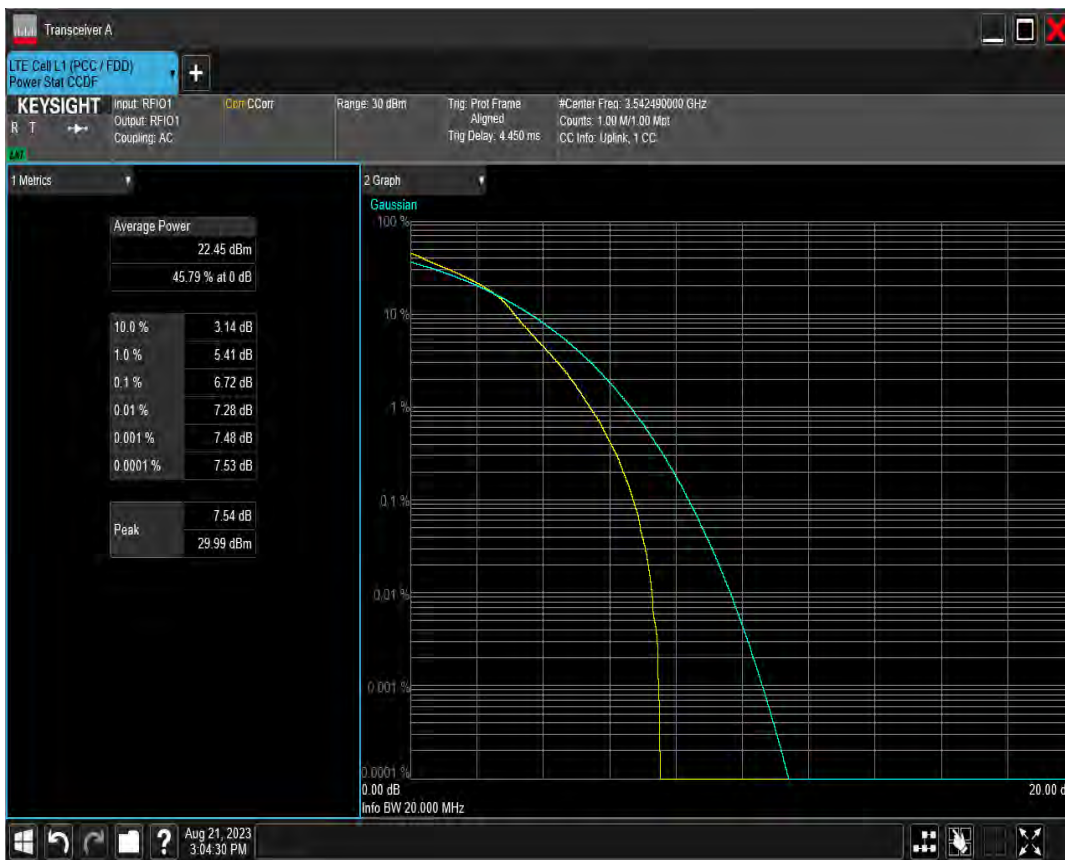 Transceiver A
LTE Cell L1 (PCC / FDD)
Power Stat CCDF
+
KEYSIGHT
R T
LNI
Input: RFIO1
Output: RFIO1
Coupling: AC
Corr CCorr
Range: 30 dBm
Trig: Prot Frame
Aligned
Trig Delay: 4.450 ms
#Center Freq: 3.542490000 GHz
Counts: 1.00 M/1.00 Mpt
CC Info: Uplink, 1 CC
1 Metrics
Average Power
22.45 dBm
45.79 % at 0 dB
10.0 % 3.14 dB
1.0 % 5.41 dB
0.1 % 6.72 dB
0.01 % 7.28 dB
0.001 % 7.48 dB
0.0001 % 7.53 dB
Peak
7.54 dB
29.99 dBm
2 Graph
Gaussian
100 %
10 %
1 %
0.1 %
0.01 %
0.001 %
0.0001 %
0.00 dB
20.00 d
Info BW 20.000 MHz
?
Aug 21, 2023
3:04:30 PM